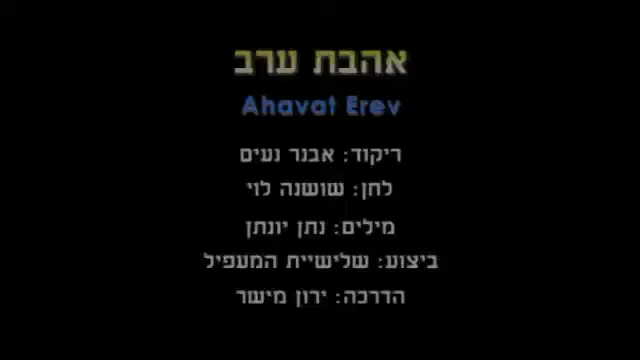 אהבת ערב
Ahavat Erev
ריקוד: אבנר נעים
לחן: שושנה לוי
מילים: נתן יונתן
ביצוע: שלישיית המעפיל
הדרכה: ירון מישר